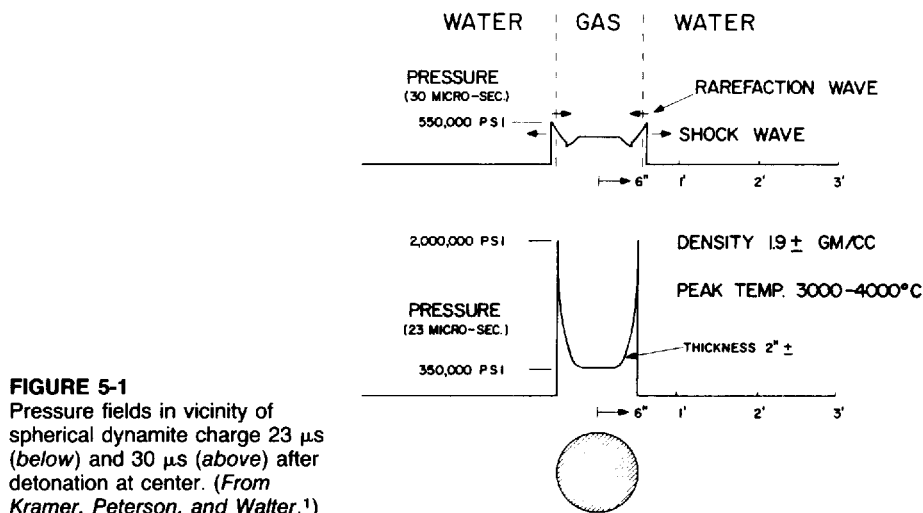 WATER GAS WATER
PRESSURE
(30 MICRO-SEC.)
RAREFACTION WAVE
550,000 PSI
SHOCK WAVE
6" 1' 2' 3'
2,000,000 PSI
DENSITY 1.9 ± GM/CC
PEAK TEMP. 3000-4000°C
PRESSURE
(23 MICRO-SEC.)
THICKNESS 2" ±
350,000 PSI
6" 1' 2' 3'
FIGURE 5-1
Pressure fields in vicinity of
spherical dynamite charge 23 μs
(below) and 30 μs (above) after
detonation at center. (From
Kramer, Peterson, and Walter.¹)